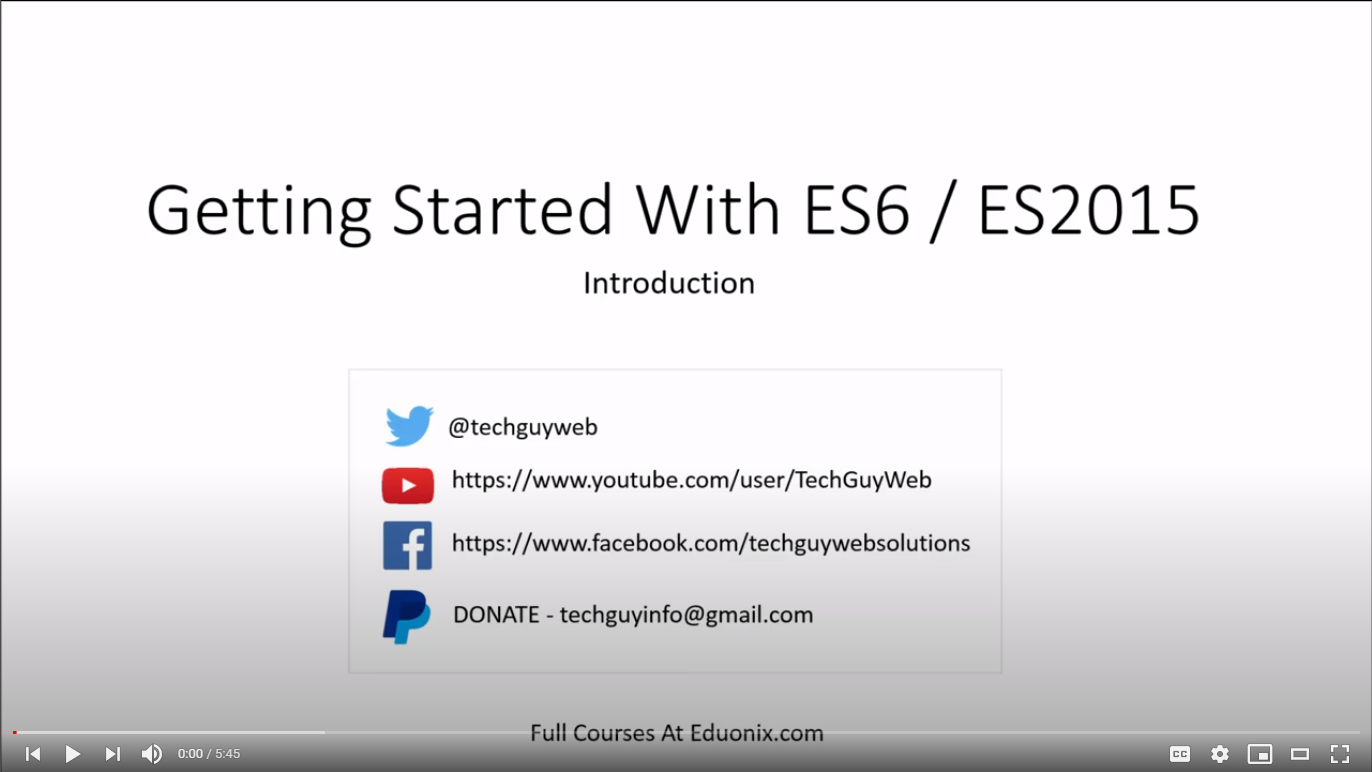 Getting Started With ES6 / ES2015
Introduction
@techguyweb
https://www.youtube.com/user/TechGuyWeb
https://www.facebook.com/techguywebsolutions
DONATE - techguyinfo@gmail.com
Full Courses At Eduonix.com
0:00 / 5:45
CC